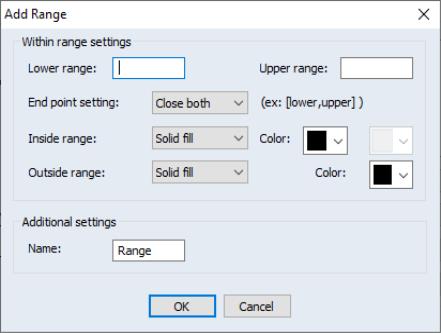 Add Range
Within range settings
Lower range: Upper range:
End point setting: Close both (ex: [lower,upper] )
Inside range: Solid fill Color:
Outside range: Solid fill Color:
Additional settings
Name: Range
OK Cancel